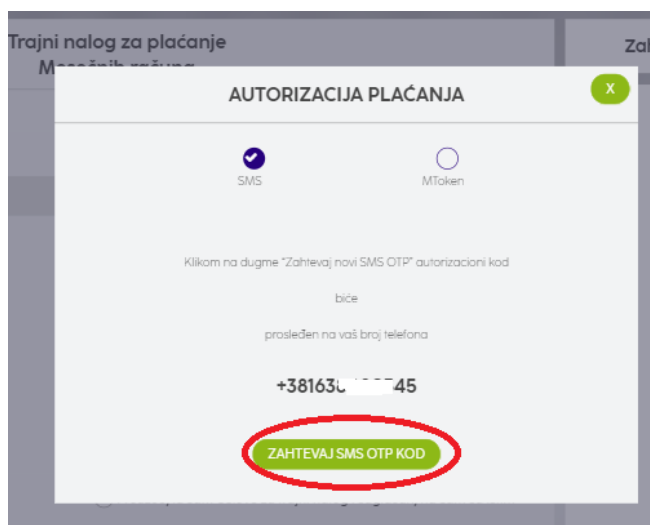 Trajni nalog za plaćanje
X
AUTORIZACIJA PLAĆANJA
SMS
MToken
Klikom na dugme "Zahtevaj novi SMS OTP" autorizacioni kod
biće
prosleđen na vaš broj telefona
ZAHTEVAJ SMS OTP KOD